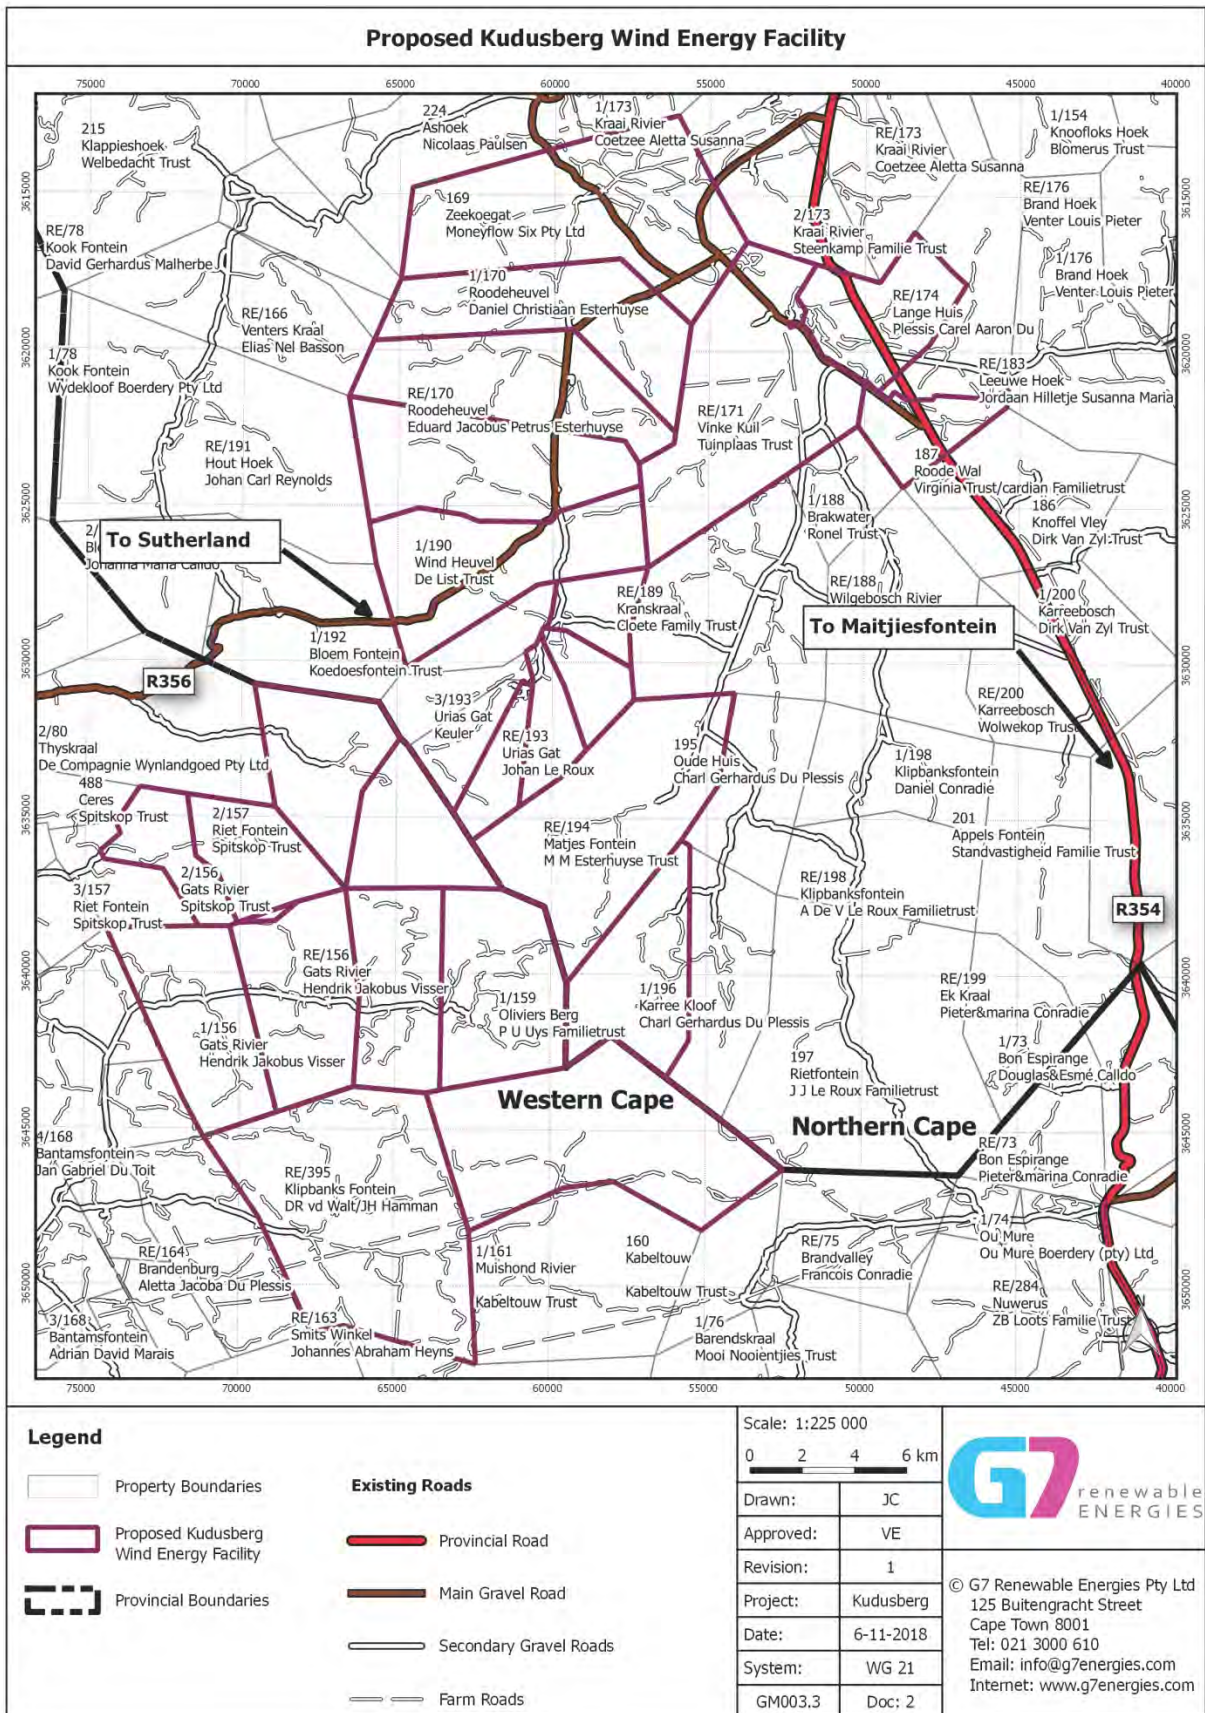 Proposed Kudusberg Wind Energy Facility
75000
70000
65000
60000
55000
50000
45000
40000
215
Klappieshoek
Welbedacht Trust
224
Ashoek
Nicolaas Paulsen
1/173
Kraai Rivier
Coetzee Aletta Susanna
RE/173
Kraai Rivier
Coetzee Aletta Susanna
1/154
Knoofloks Hoek
Blomerus Trust
RE/176
Brand Hoek
Venter Louis Pieter
3615000
3615000
169
Zeekoegat
Moneyflow Six Pty Ltd
2/173
Kraai Rivier
Steenkamp Familie Trust
RE/78
Kook Fontein
David Gerhardus Malherbe
1/176
Brand Hoek
Venter Louis Pieter
1/170
Roodeheuvel
Daniel Christiaan Esterhuyse
RE/174
Lange Huis
Plessis Carel Aaron Du
RE/166
Venters Kraal
Elias Nel Basson
3620000
3620000
1/78
Kook Fontein
Wydekloof Boerdery Pty Ltd
RE/183
Leeuwe Hoek
Jordaan Hilletje Susanna Maria
RE/170
Roodeheuvel
Eduard Jacobus Petrus Esterhuyse
RE/171
Vinke Kuil
Tuinplaas Trust
RE/191
Hout Hoek
Johan Carl Reynolds
187
Roode Wal
Virginia Trust/cardian Familietrust
3625000
3625000
1/188
Brakwater
Ronel Trust
186
Knoffel Vley
Dirk Van Zyl Trust
2/
Johanna Maria Calldo
To Sutherland
1/190
Wind Heuvel
De List Trust
RE/189
Kranskraal
Cloete Family Trust
RE/188
Wilgebosch Rivier
1/200
Karreebosch
Dirk Van Zyl Trust
To Maitjiesfontein
1/192
Bloem Fontein
Koedoesfontein Trust
3630000
3630000
R356
3/193
Urias Gat
Keuler
RE/200
Karreebosch
Wolwekop Trust
2/80
Thyskraal
De Compagnie Wynlandgoed Pty Ltd
RE/193
Urias Gat
Johan Le Roux
195
Oude Huis
Charl Gerhardus Du Plessis
1/198
Klipbanksfontein
Daniel Conradie
488
Ceres
Spitskop Trust
3635000
3635000
2/157
Riet Fontein
Spitskop Trust
RE/194
Matjes Fontein
M M Esterhuyse Trust
201
Appels Fontein
Standvastigheid Familie Trust
2/156
Gats Rivier
Spitskop Trust
3/157
Riet Fontein
Spitskop Trust
RE/198
Klipbanksfontein
A De V Le Roux Familietrust
R354
RE/156
Gats Rivier
Hendrik Jakobus Visser
3640000
3640000
1/159
Oliviers Berg
P U Uys Familietrust
1/196
Karree Kloof
Charl Gerhardus Du Plessis
RE/199
Ek Kraal
Pieter&marina Conradie
1/156
Gats Rivier
Hendrik Jakobus Visser
197
Rietfontein
J J Le Roux Familietrust
1/73
Bon Espirange
Douglas&Esmé Calldo
Western Cape
Northern Cape
3645000
3645000
4/168
Bantamsfontein
Jan Gabriel Du Toit
RE/73
Bon Espirange
Pieter&marina Conradie
RE/395
Klipbanks Fontein
DR vd Walt/JH Hamman
1/74
Ou Mure
Ou Mure Boerdery (pty) Ltd
RE/164
Brandenburg
Aletta Jacoba Du Plessis
1/161
Muishond Rivier
Kabeltouw Trust
160
Kabeltouw
Kabeltouw Trust
RE/75
Brandvalley
Francois Conradie
RE/284
Nuwerus
ZB Loots Familie Trust
N
3650000
3650000
3/168
Bantamsfontein
Adrian David Marais
RE/163
Smits Winkel
Johannes Abraham Heyns
1/76
Barendskraal
Mooi Nooientjies Trust
75000
70000
65000
60000
55000
50000
45000
40000
Legend
Property Boundaries
Proposed Kudusberg
Wind Energy Facility
Provincial Boundaries
Existing Roads
Provincial Road
Main Gravel Road
Secondary Gravel Roads
Farm Roads
Scale: 1:225 000
0 2 4 6 km
Drawn: JC
Approved: VE
Revision: 1
Project: Kudusberg
Date: 6-11-2018
System: WG 21
GM003.3 Doc: 2
G7 renewable
ENERGIES
© G7 Renewable Energies Pty Ltd
125 Buitengracht Street
Cape Town 8001
Tel: 021 3000 610
Email: info@g7energies.com
Internet: www.g7energies.com